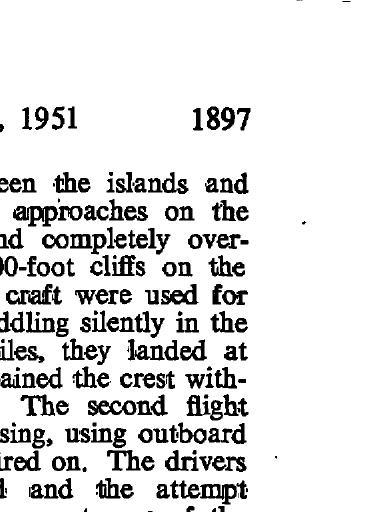 , 1951 1897
een the islands and
approaches on the
nd completely over-
00-foot cliffs on the
craft were used for
ddling silently in the
iles, they landed at
ained the crest with-
The second flight
sing, using outboard
ired on. The drivers
and the attempt